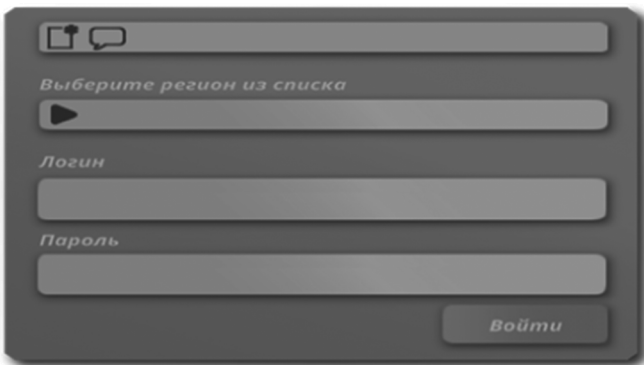 Выберите регион из списка
Логин
Пароль
Войти